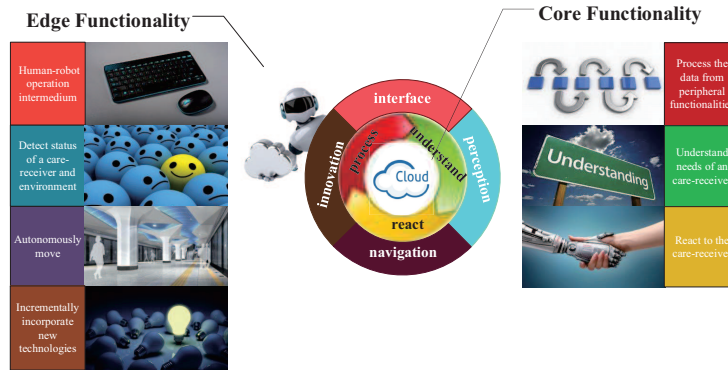 Edge Functionality
Core Functionality
Human-robot
operation
intermedium
Detect status
of a care-
receiver and
environment
Autonomously
move
Incrementally
incorporate
new
technologies
interface
innovation
process
understand
perception
Cloud
react
navigation
Understanding
Process the
data from
peripheral
functionalitie
Understand
needs of an
care-receive
React to the
care-receive